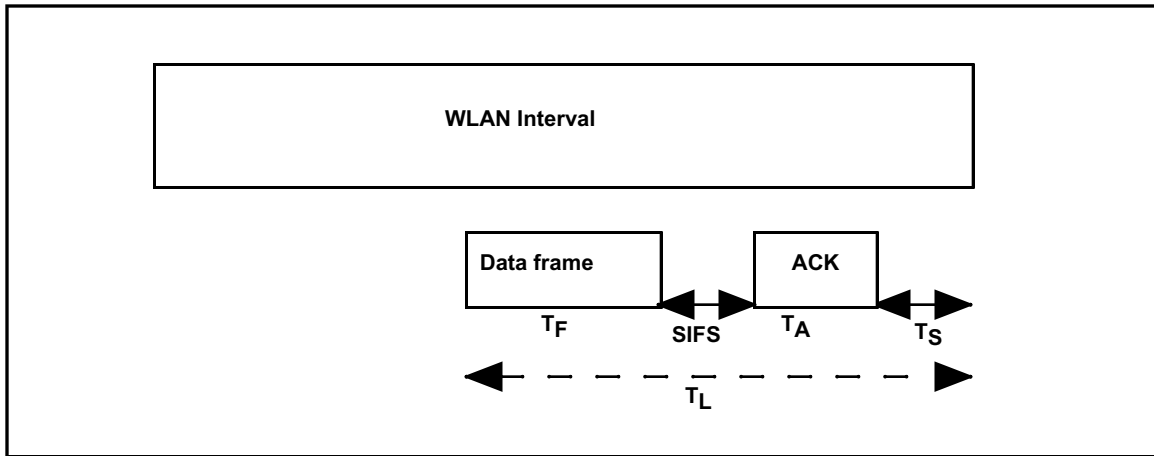 WLAN Interval
Data frame
ACK
TF
SIFS
TA
TS
TL